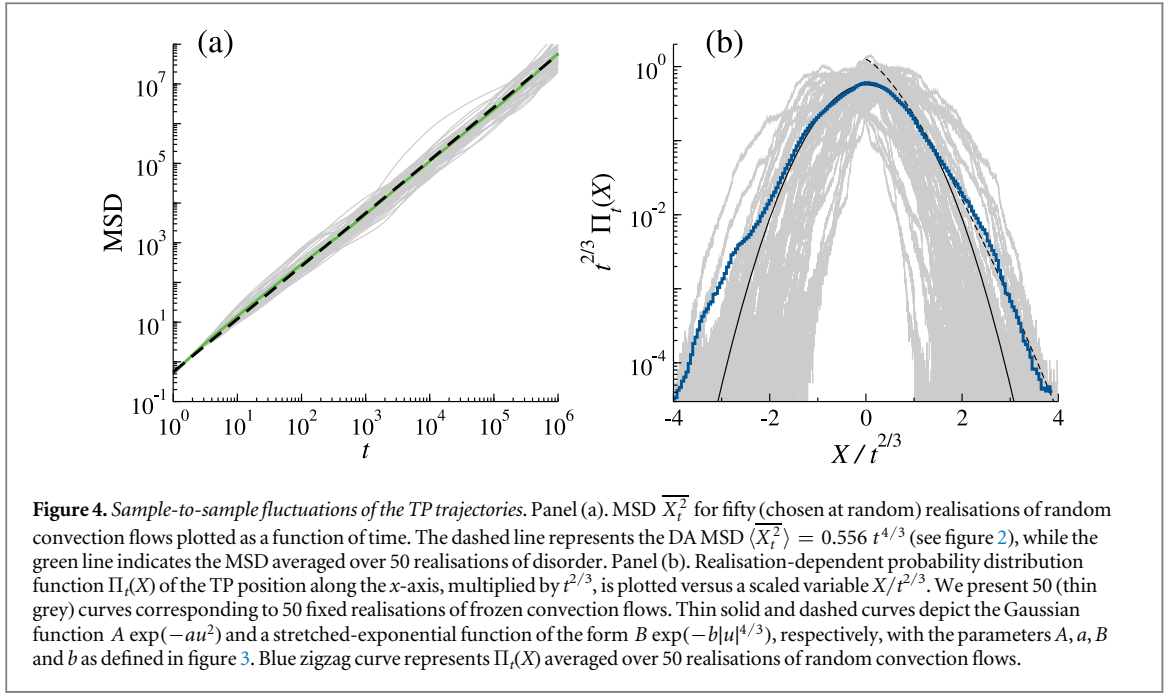 (a)
(b)
10^7
10^5
10^3
10^1
10^-1
MSD
10^0 10^1 10^2 10^3 10^4 10^5 10^6
t
10^0
10^-2
10^-4
t^{2/3} Π_t(X)
-4 -2 0 2 4
X / t^{2/3}
Figure 4. Sample-to-sample fluctuations of the TP trajectories. Panel (a). MSD \overline{X_t^2} for fifty (chosen at random) realisations of random
convection flows plotted as a function of time. The dashed line represents the DA MSD ⟨\overline{X_t^2}⟩ = 0.556 t^{4/3} (see figure 2), while the
green line indicates the MSD averaged over 50 realisations of disorder. Panel (b). Realisation-dependent probability distribution
function Π_t(X) of the TP position along the x-axis, multiplied by t^{2/3}, is plotted versus a scaled variable X/t^{2/3}. We present 50 (thin
grey) curves corresponding to 50 fixed realisations of frozen convection flows. Thin solid and dashed curves depict the Gaussian
function A exp(−au^2) and a stretched-exponential function of the form B exp(−b|u|^{4/3}), respectively, with the parameters A, a, B
and b as defined in figure 3. Blue zigzag curve represents Π_t(X) averaged over 50 realisations of random convection flows.